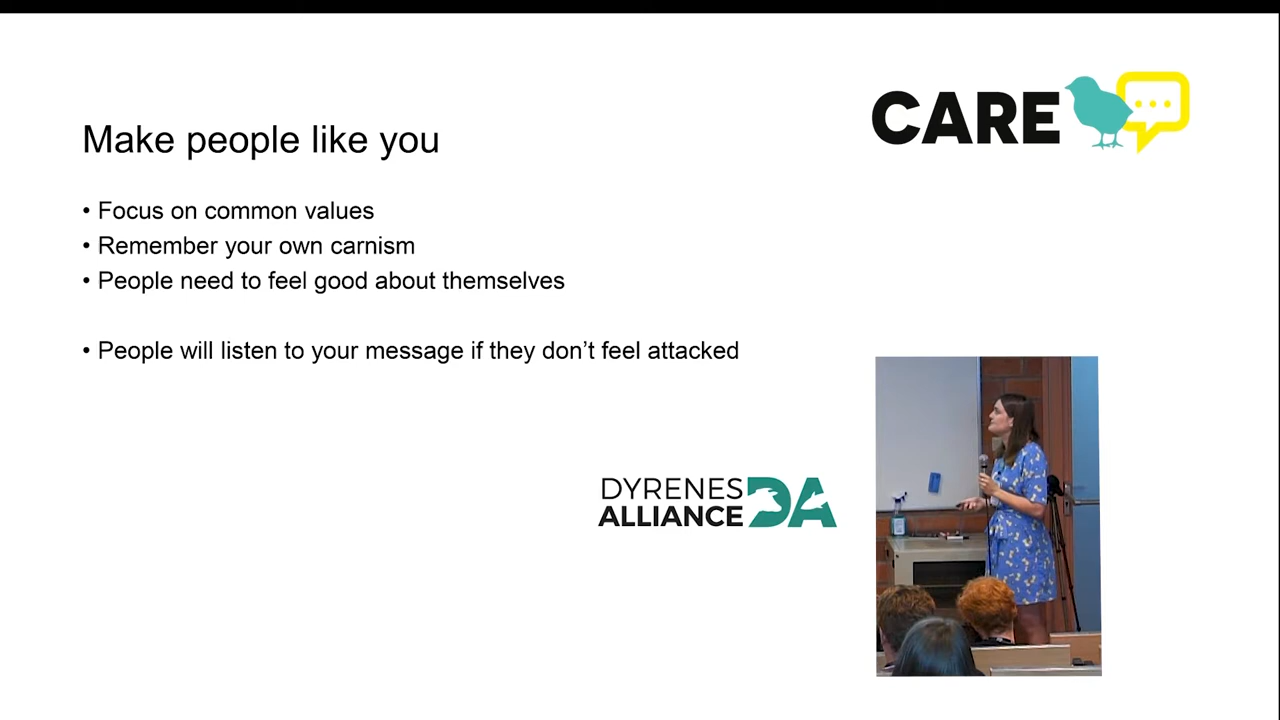 CARE
Make people like you
• Focus on common values
• Remember your own carnism
• People need to feel good about themselves
• People will listen to your message if they don’t feel attacked
DYRENES
ALLIANCE DA